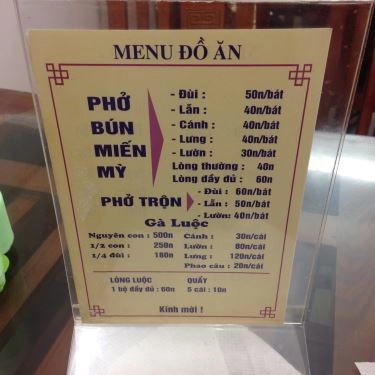 MENU ĐỒ ĂN
PHỞ
BÚN
MIẾN
MỲ
- Đùi : 50n/bát
- Lẫn : 40n/bát
- Cánh : 40n/bát
- Lưng : 40n/bát
- Lườn : 30n/bát
Lòng thường : 40n
Lòng đầy đủ : 60n
PHỞ TRỘN
- Đùi : 60n/bát
- Lẫn : 50n/bát
- Lườn: 40n/bát
Gà Luộc
Nguyên con : 500n Cánh : 30n/cái
1/2 con : 250n Lườn : 80n/cái
1/4 đùi : 180n Lưng : 120n/cái
Phao câu : 20n/cái
LÒNG LUỘC QUẨY
1 bộ đầy đủ : 60n 5 cái : 10n
Kính mời !